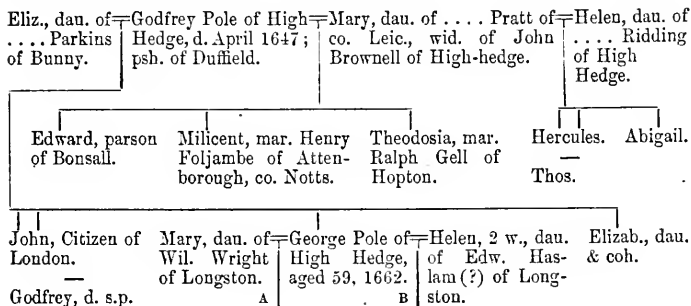 Eliz., dau. of
. . . . Parkins
of Bunny.
Godfrey Pole of High
Hedge, d. April 1647 ;
psh. of Duffield.
Mary, dau. of . . . . Pratt of
co. Leic., wid. of John
Brownell of High-hedge.
Helen, dau. of
. . . . Ridding
of High
Hedge.
Edward, parson
of Bonsall.
Milicent, mar. Henry
Foljambe of Atten-
borough, co. Notts.
Theodosia, mar.
Ralph Gell of
Hopton.
Hercules.
—
Thos.
Abigail.
John, Citizen of
London.
—
Godfrey, d. s.p.
Mary, dau. of
Wil. Wright
of Longston.
A
George Pole of
High Hedge,
aged 59, 1662.
B
Helen, 2 w., dau.
of Edw. Has-
lam (?) of Long-
ston.
Elizab., dau.
& coh.